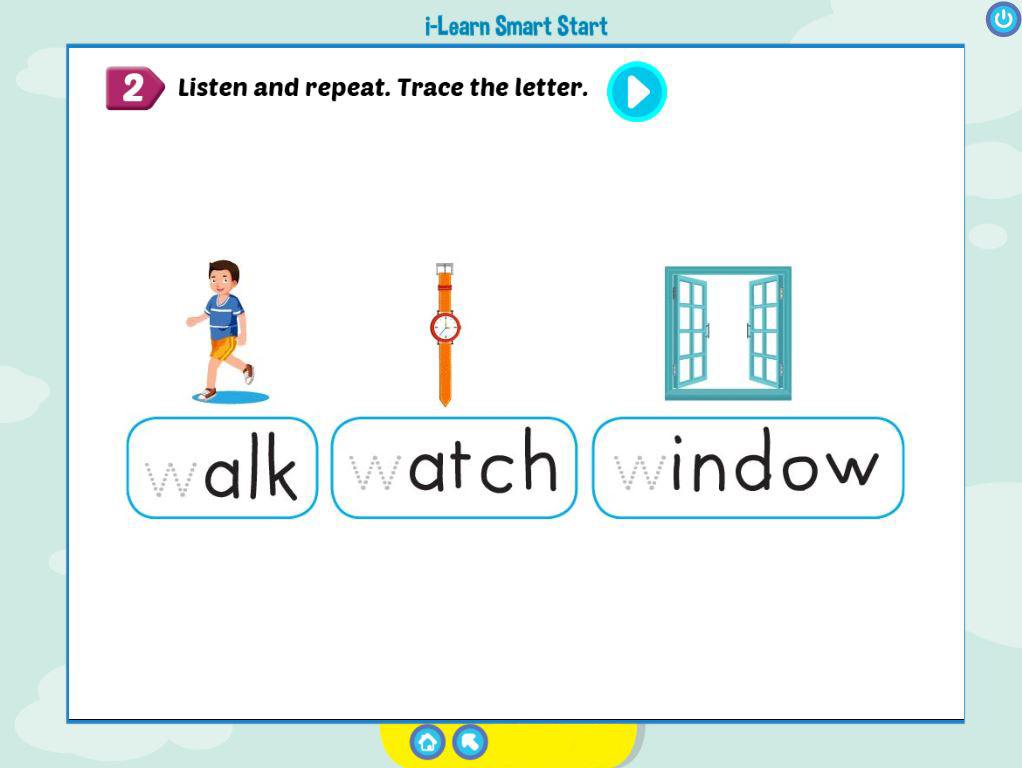 i-Learn Smart Start
2 Listen and repeat. Trace the letter.
walk watch window